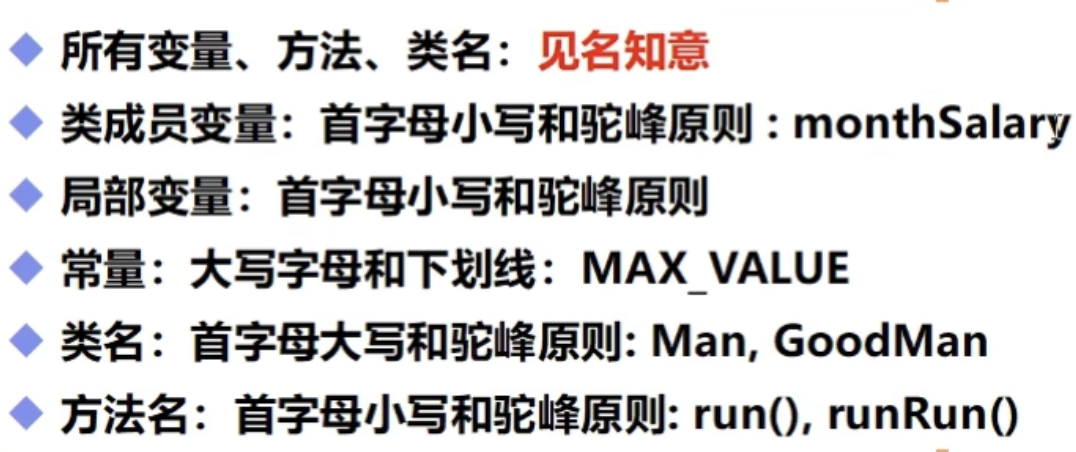 所有变量、方法、类名：见名知意
类成员变量：首字母小写和驼峰原则 : monthSalary
局部变量：首字母小写和驼峰原则
常量：大写字母和下划线：MAX_VALUE
类名：首字母大写和驼峰原则: Man, GoodMan
方法名：首字母小写和驼峰原则: run(), runRun()